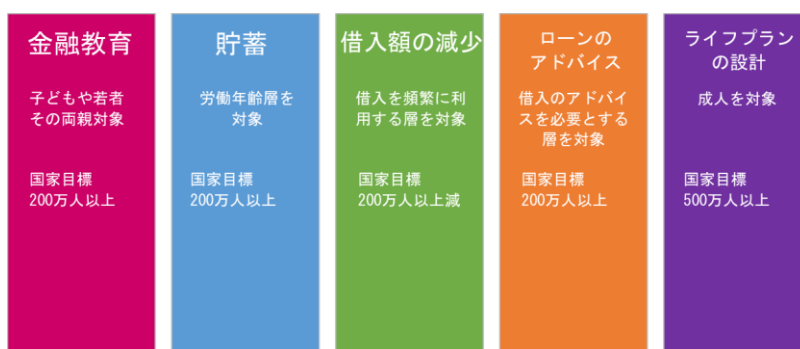 金融教育
子どもや若者
その両親対象
国家目標
200万人以上
貯蓄
労働年齢層を
対象
国家目標
200万人以上
借入額の減少
借入を頻繁に利
用する層を対象
国家目標
200万人以上減
ローンの
アドバイス
借入のアドバイ
スを必要とする
層を対象
国家目標
200万人以上
ライフプラン
の設計
成人を対象
国家目標
500万人以上